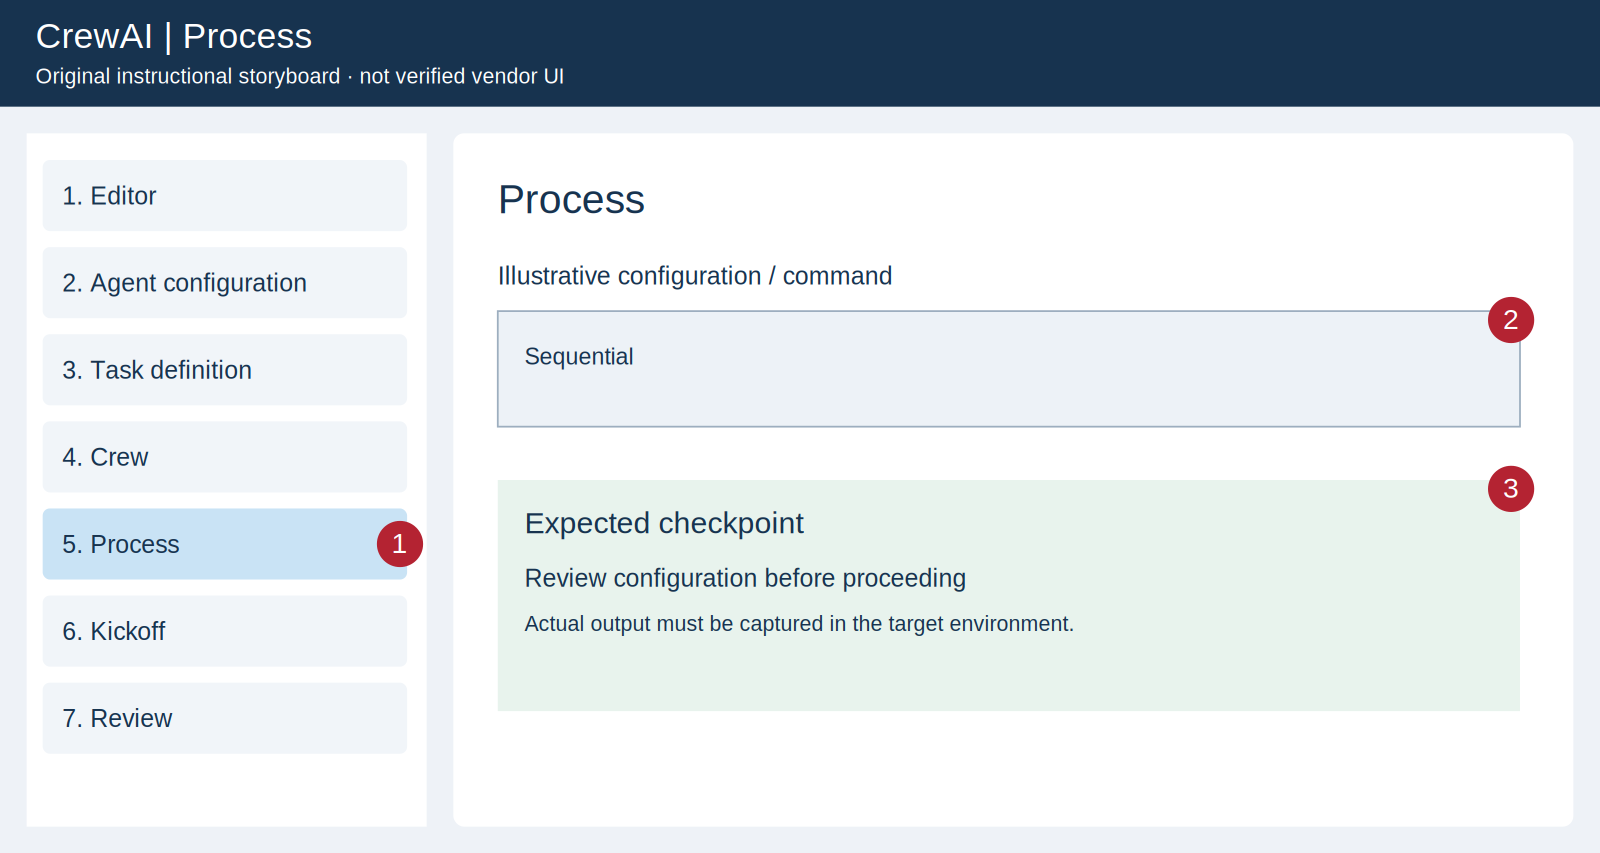 CrewAI | Process
Original instructional storyboard · not verified vendor UI
1. Editor
2. Agent configuration
3. Task definition
4. Crew
5. Process
1
6. Kickoff
7. Review
Process
Illustrative configuration / command
2
Sequential
3
Expected checkpoint
Review configuration before proceeding
Actual output must be captured in the target environment.